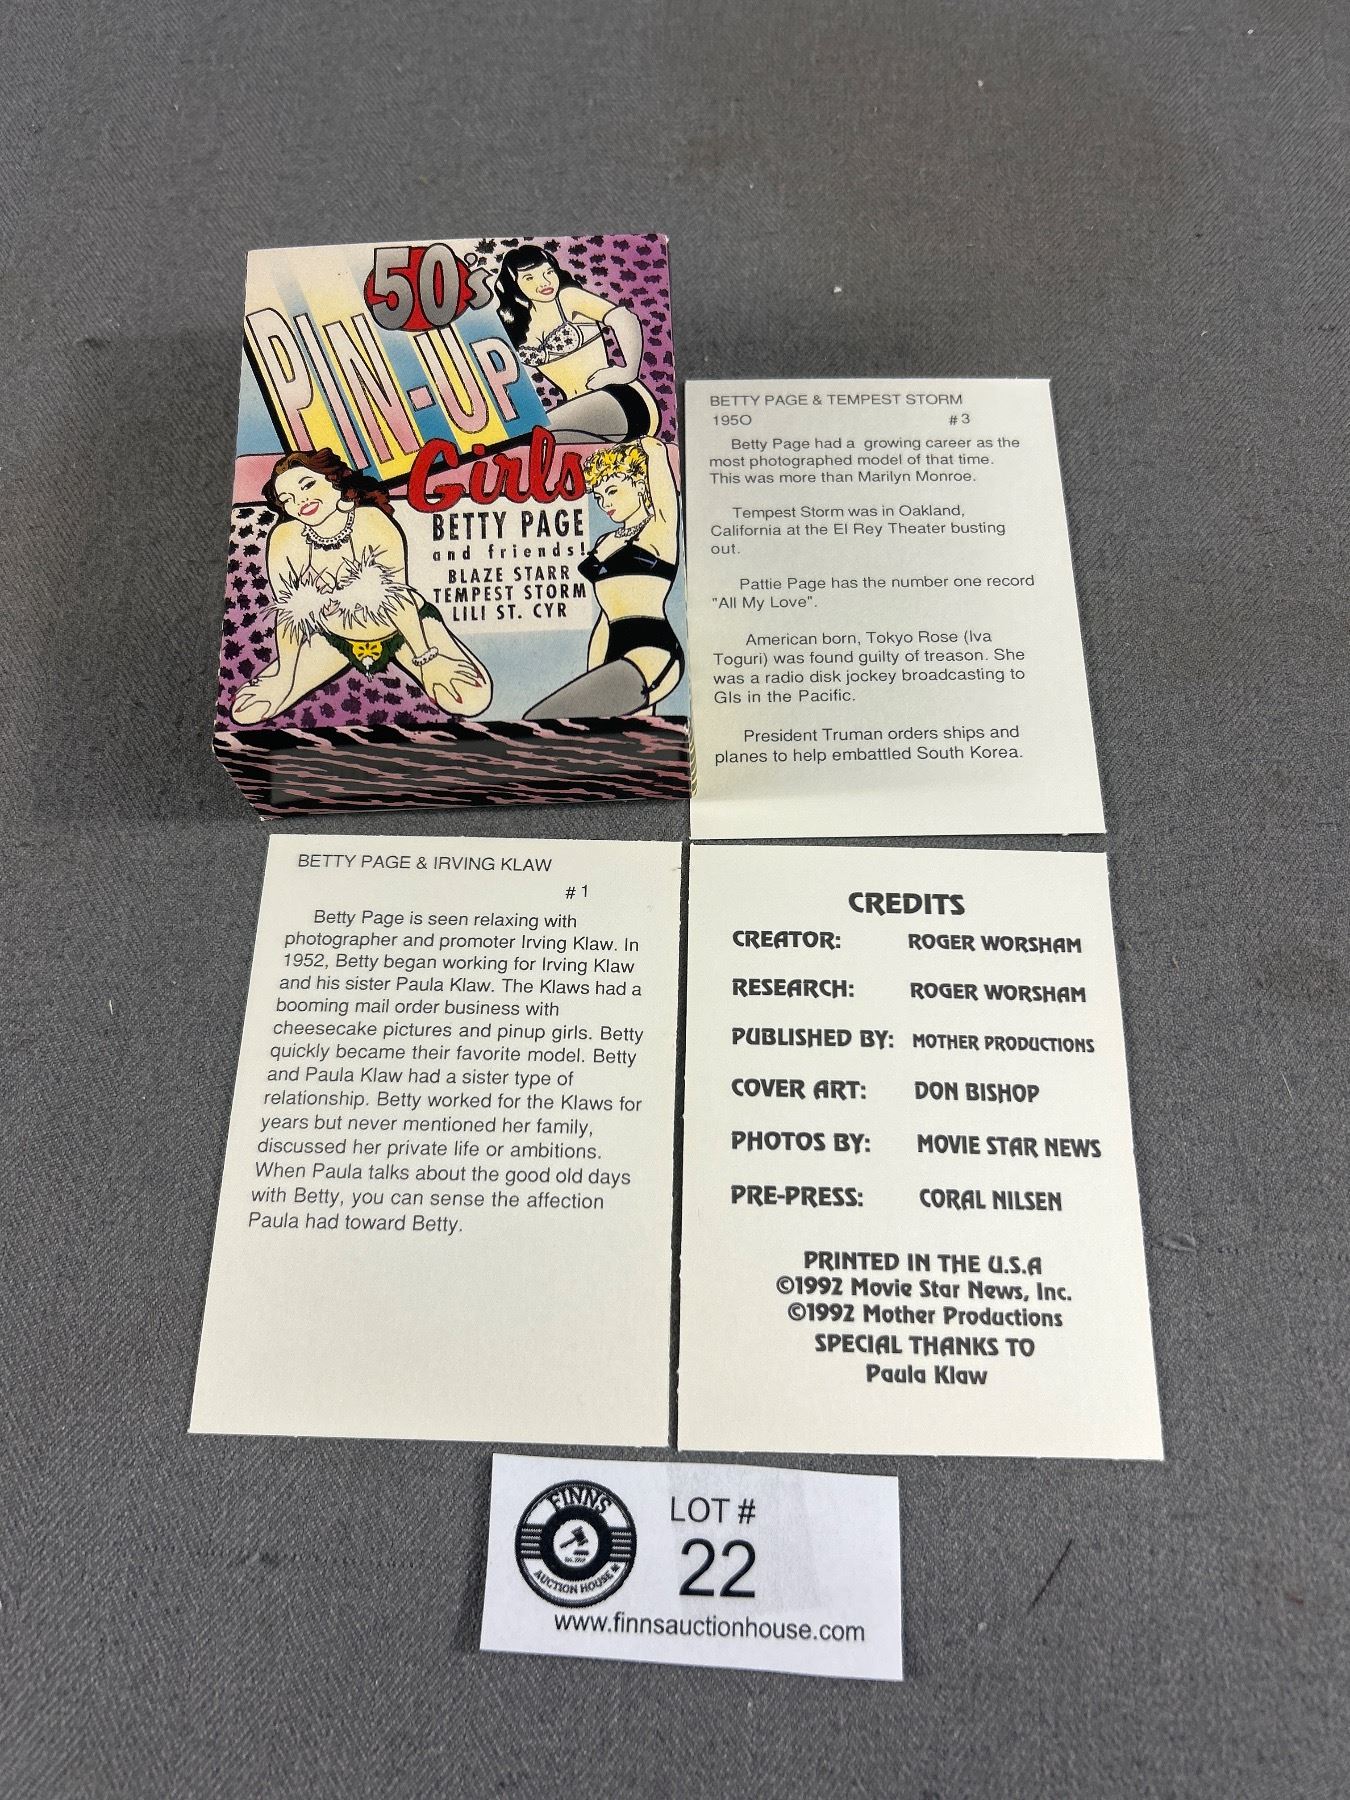 50's
PIN-UP
Girls
BETTY PAGE
and friends!
BLAZE STARR
TEMPEST STORM
LILI ST. CYR
BETTY PAGE & TEMPEST STORM
195O #3
Betty Page had a growing career as the
most photographed model of that time.
This was more than Marilyn Monroe.
Tempest Storm was in Oakland,
California at the El Rey Theater busting
out.
Pattie Page has the number one record
"All My Love".
American born, Tokyo Rose (Iva
Toguri) was found guilty of treason. She
was a radio disk jockey broadcasting to
GIs in the Pacific.
President Truman orders ships and
planes to help embattled South Korea.
BETTY PAGE & IRVING KLAW
#1
Betty Page is seen relaxing with
photographer and promoter Irving Klaw. In
1952, Betty began working for Irving Klaw
and his sister Paula Klaw. The Klaws had a
booming mail order business with
cheesecake pictures and pinup girls. Betty
quickly became their favorite model. Betty
and Paula Klaw had a sister type of
relationship. Betty worked for the Klaws for
years but never mentioned her family,
discussed her private life or ambitions.
When Paula talks about the good old days
with Betty, you can sense the affection
Paula had toward Betty.
CREDITS
CREATOR: ROGER WORSHAM
RESEARCH: ROGER WORSHAM
PUBLISHED BY: MOTHER PRODUCTIONS
COVER ART: DON BISHOP
PHOTOS BY: MOVIE STAR NEWS
PRE-PRESS: CORAL NILSEN
PRINTED IN THE U.S.A
©1992 Movie Star News, Inc.
©1992 Mother Productions
SPECIAL THANKS TO
Paula Klaw
FINNS
AUCTION HOUSE
LOT #
22
www.finnsauctionhouse.com